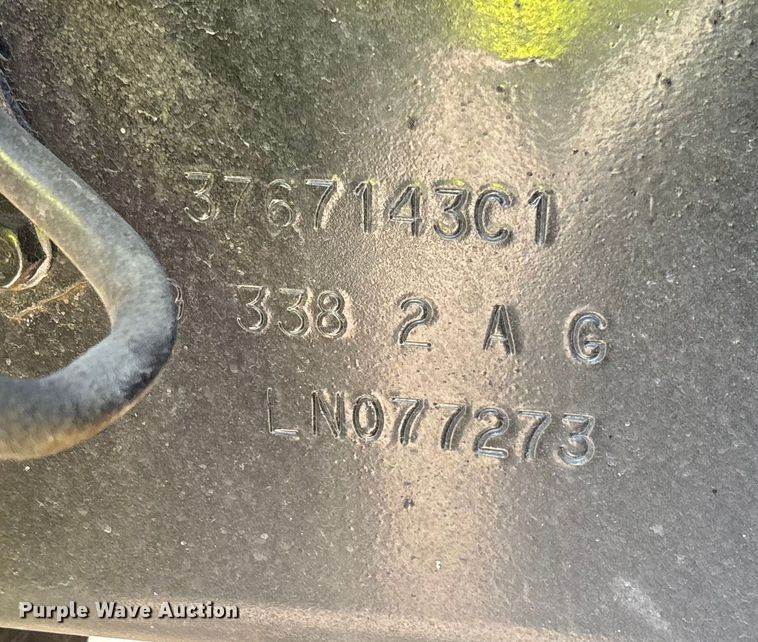 3767143C1
338 2 A G
LN077273
Purple Wave Auction